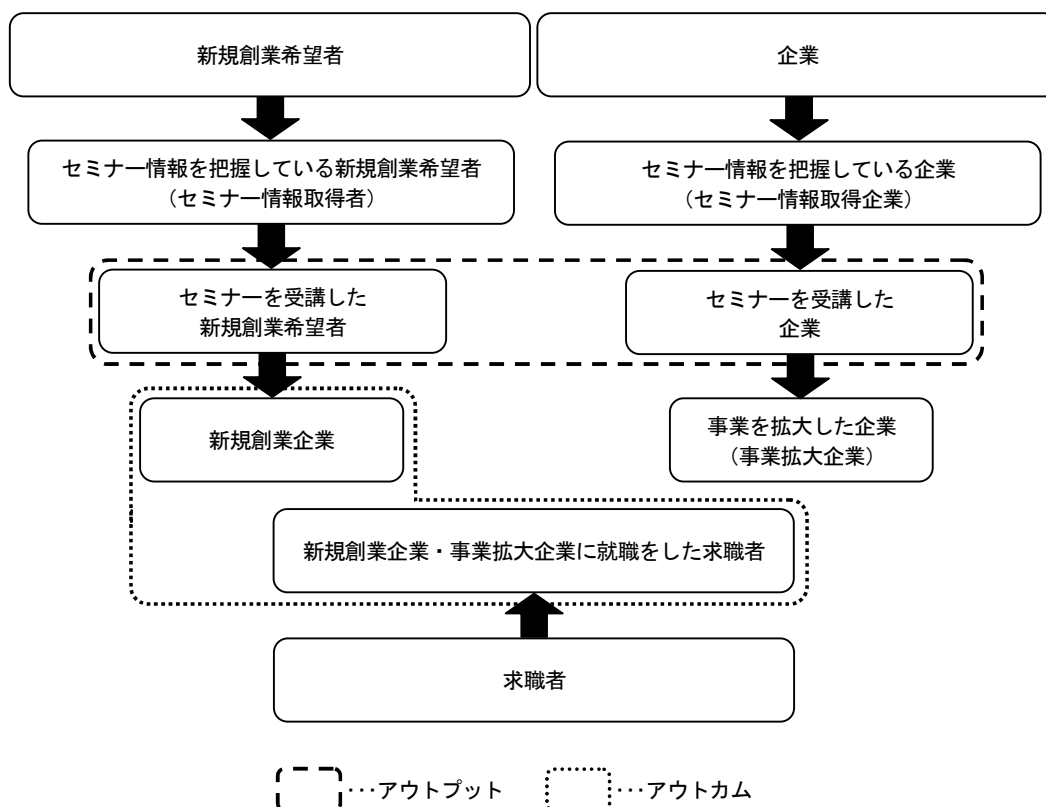 新規創業希望者
企業
セミナー情報を把握している新規創業希望者
（セミナー情報取得者）
セミナー情報を把握している企業
（セミナー情報取得企業）
セミナーを受講した
新規創業希望者
セミナーを受講した
企業
新規創業企業
事業を拡大した企業
（事業拡大企業）
新規創業企業・事業拡大企業に就職をした求職者
求職者
…アウトプット
…アウトカム